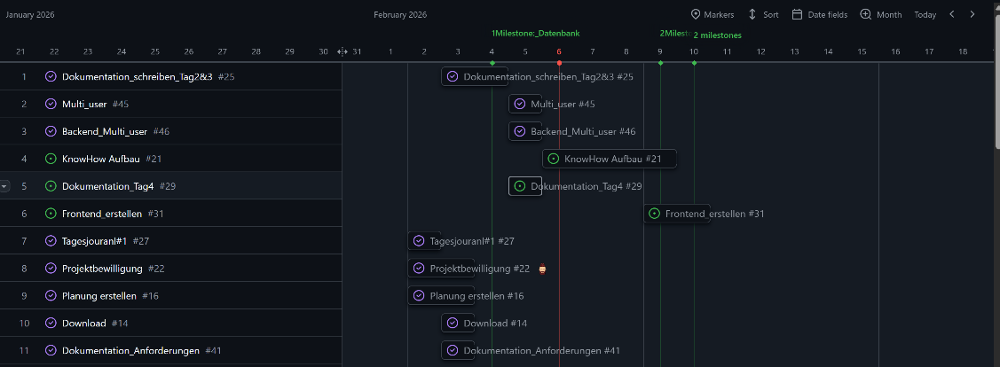 January 2026 February 2026 Markers Sort Date fields Month Today
1Milestone:_Datenbank 2Milest 2 milestones
21 22 23 24 25 26 27 28 29 30 31 1 2 3 4 5 6 7 8 9 10 11 12 13 14 15 16 17 18
1 Dokumentation_schreiben_Tag2&3 #25 Dokumentation_schreiben_Tag2&3 #25
2 Multi_user #45 Multi_user #45
3 Backend_Multi_user #46 Backend_Multi_user #46
4 KnowHow Aufbau #21 KnowHow Aufbau #21
5 Dokumentation_Tag4 #29 Dokumentation_Tag4 #29
6 Frontend_erstellen #31 Frontend_erstellen #31
7 Tagesjouranl#1 #27 Tagesjouranl#1 #27
8 Projektbewilligung #22 Projektbewilligung #22
9 Planung erstellen #16 Planung erstellen #16
10 Download #14 Download #14
11 Dokumentation_Anforderungen #41 Dokumentation_Anforderungen #41